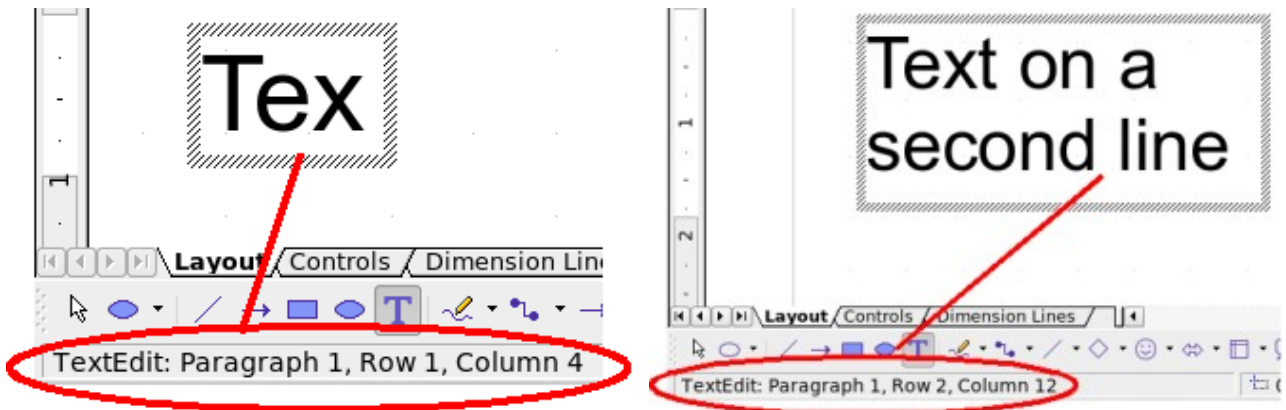 Tex
1
Layout Controls Dimension Line
T
TextEdit: Paragraph 1, Row 1, Column 4
Text on a
second line
1
2
Layout Controls Dimension Lines
T
TextEdit: Paragraph 1, Row 2, Column 12